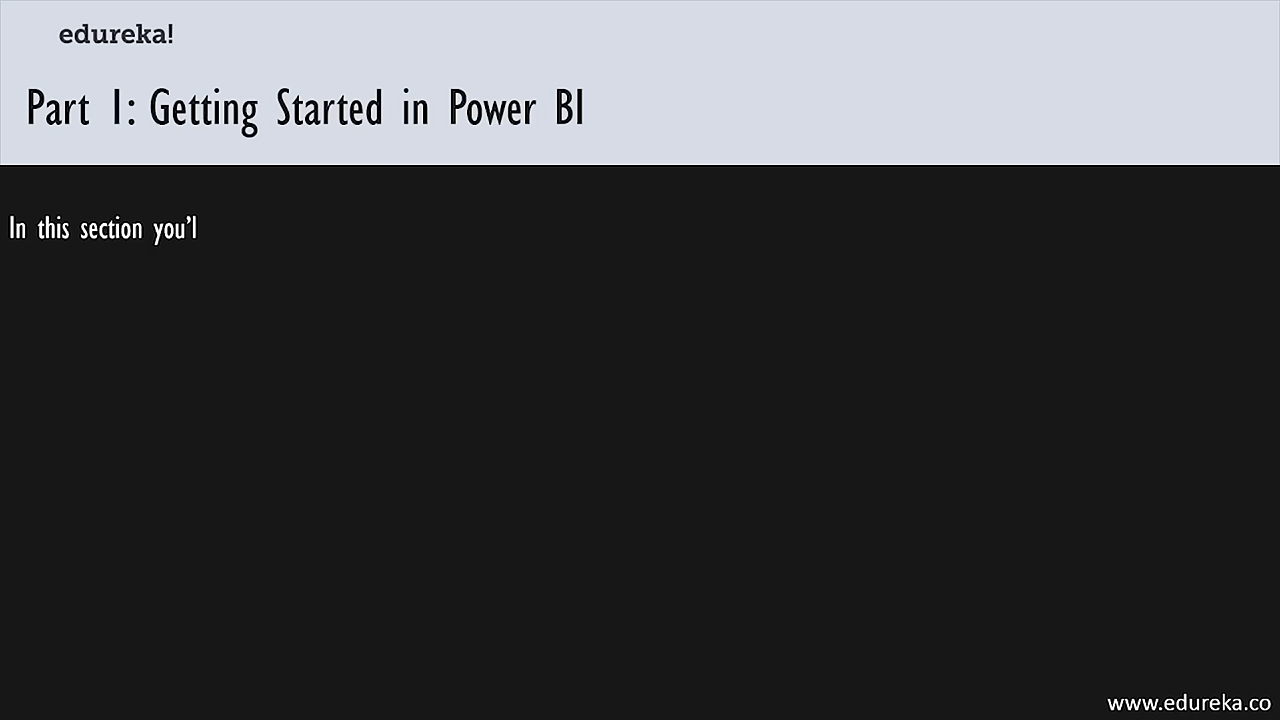 edureka!
Part 1: Getting Started in Power BI
In this section you’l
www.edureka.co